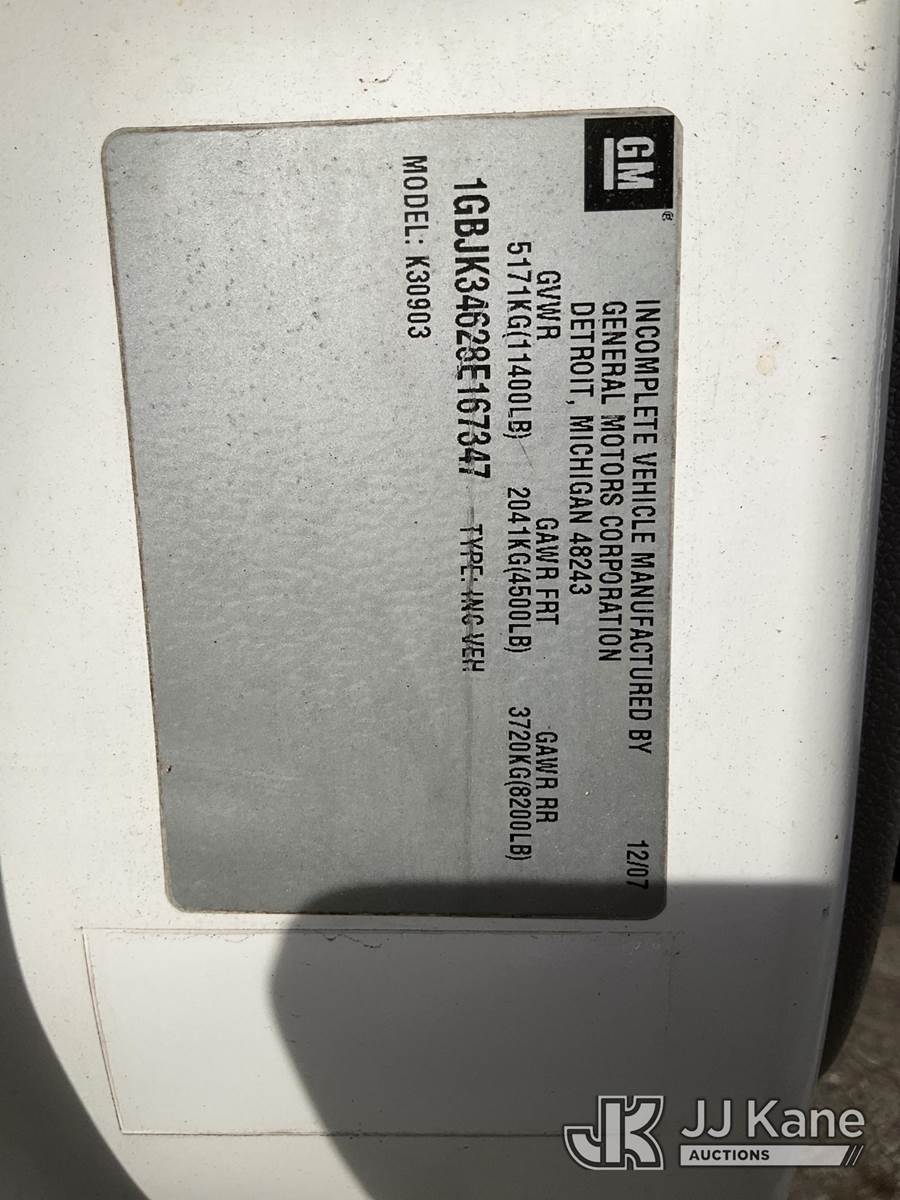 GM®
INCOMPLETE VEHICLE MANUFACTURED BY 12/07
GENERAL MOTORS CORPORATION
DETROIT, MICHIGAN 48243
GVWR GAWR FRT GAWR RR
5171KG(11400LB) 2041KG(4500LB) 3720KG(8200LB)
1GBJK34628E167347 TYPE: INC VEH
MODEL: K30903
JK JJ Kane
AUCTIONS